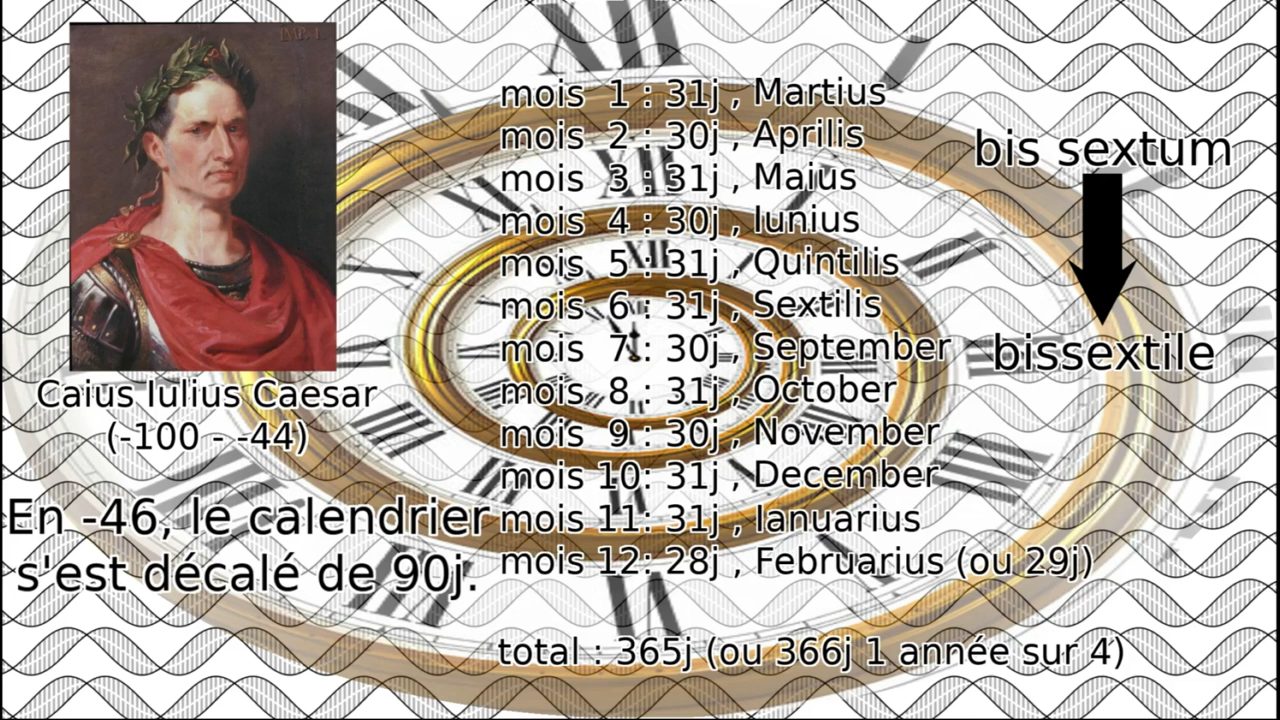 Caius Iulius Caesar
(-100 - -44)
En -46, le calendrier
s'est décalé de 90j.
mois 1 : 31j , Martius
mois 2 : 30j , Aprilis
mois 3 : 31j , Maius
mois 4 : 30j , Iunius
mois 5 : 31j , Quintilis
mois 6 : 31j , Sextilis
mois 7 : 30j , September
mois 8 : 31j , October
mois 9 : 30j , November
mois 10: 31j , December
mois 11: 31j , Ianuarius
mois 12: 28j , Februarius (ou 29j)
total : 365j (ou 366j 1 année sur 4)
bis sextum
bissextile
XII
XII
XII